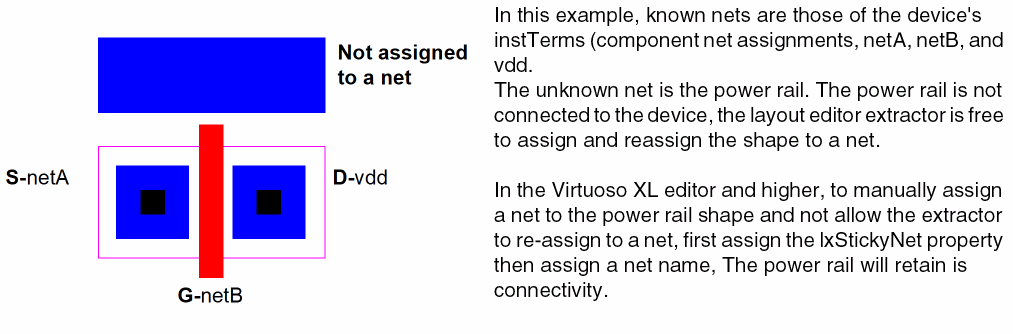 Not assigned
to a net
S-netA
D-vdd
G-netB
In this example, known nets are those of the device's
instTerms (component net assignments, netA, netB, and
vdd.
The unknown net is the power rail. The power rail is not
connected to the device, the layout editor extractor is free
to assign and reassign the shape to a net.
In the Virtuoso XL editor and higher, to manually assign
a net to the power rail shape and not allow the extractor
to re-assign to a net, first assign the lxStickyNet property
then assign a net name, The power rail will retain is
connectivity.